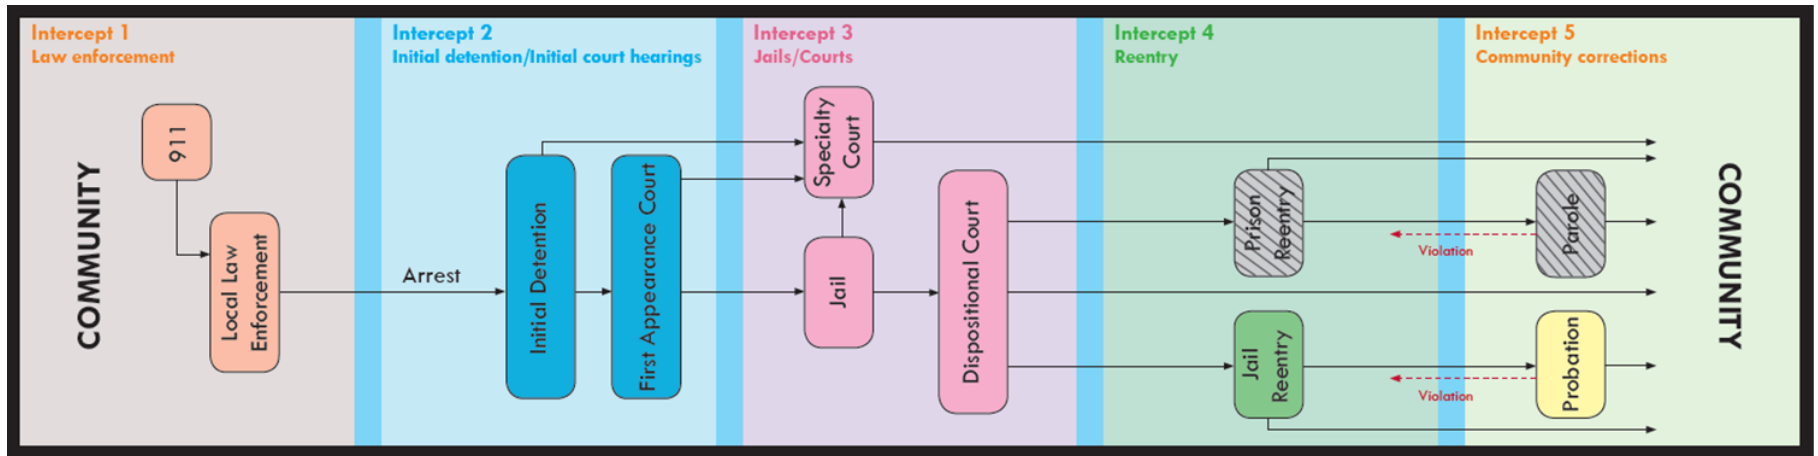 Intercept 1
Law enforcement
Intercept 2
Initial detention/Initial court hearings
Intercept 3
Jails/Courts
Intercept 4
Reentry
Intercept 5
Community corrections
COMMUNITY
911
Local Law
Enforcement
Arrest
Initial Detention
First Appearance Court
Specialty
Court
Jail
Dispositional Court
Prison
Reentry
Jail
Reentry
Violation
Violation
Parole
Probation
COMMUNITY